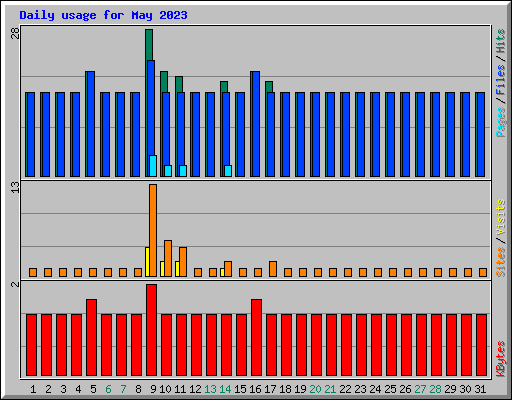 Daily usage for May 2023
28
Pages / Files / Hits
13
Sites / Visits
2
KBytes
1 2 3 4 5 6 7 8 9 10 11 12 13 14 15 16 17 18 19 20 21 22 23 24 25 26 27 28 29 30 31